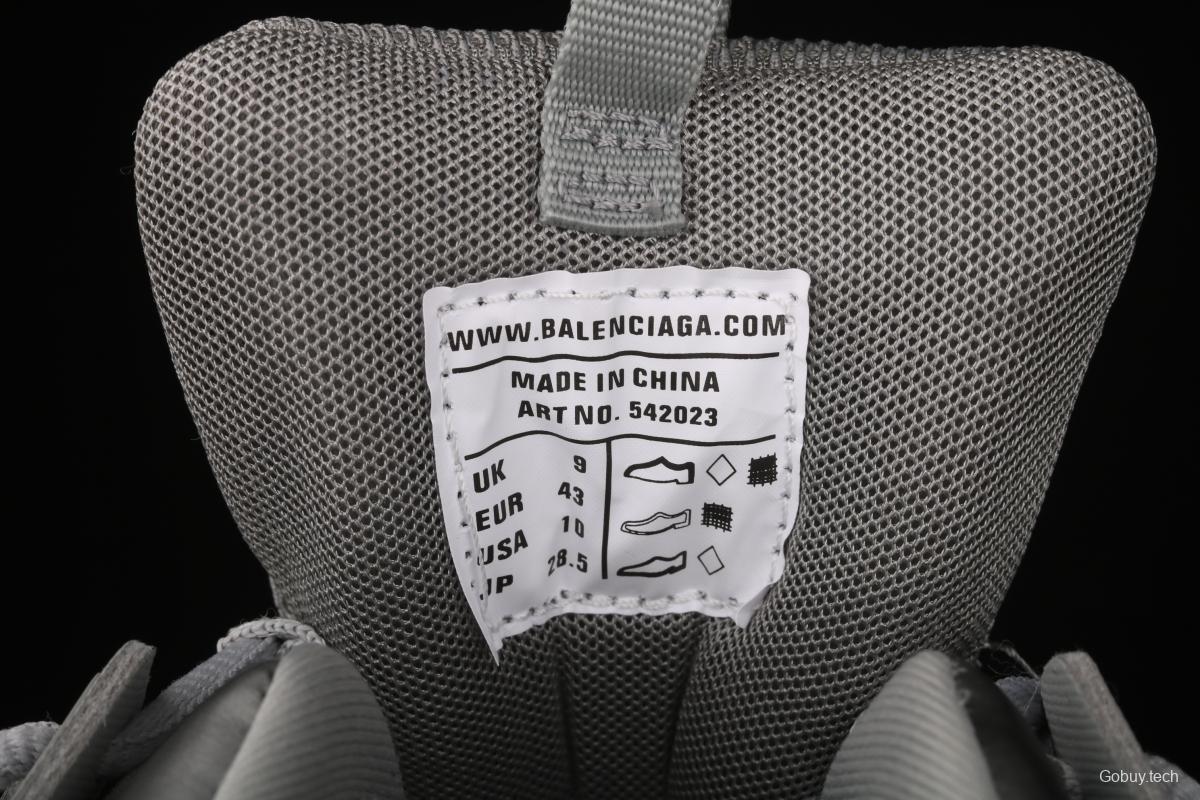 WWW.BALENCIAGA.COM
MADE IN CHINA
ART NO. 542023
UK 9
EUR 43
USA 10
JP 28.5
Gobuy.tech